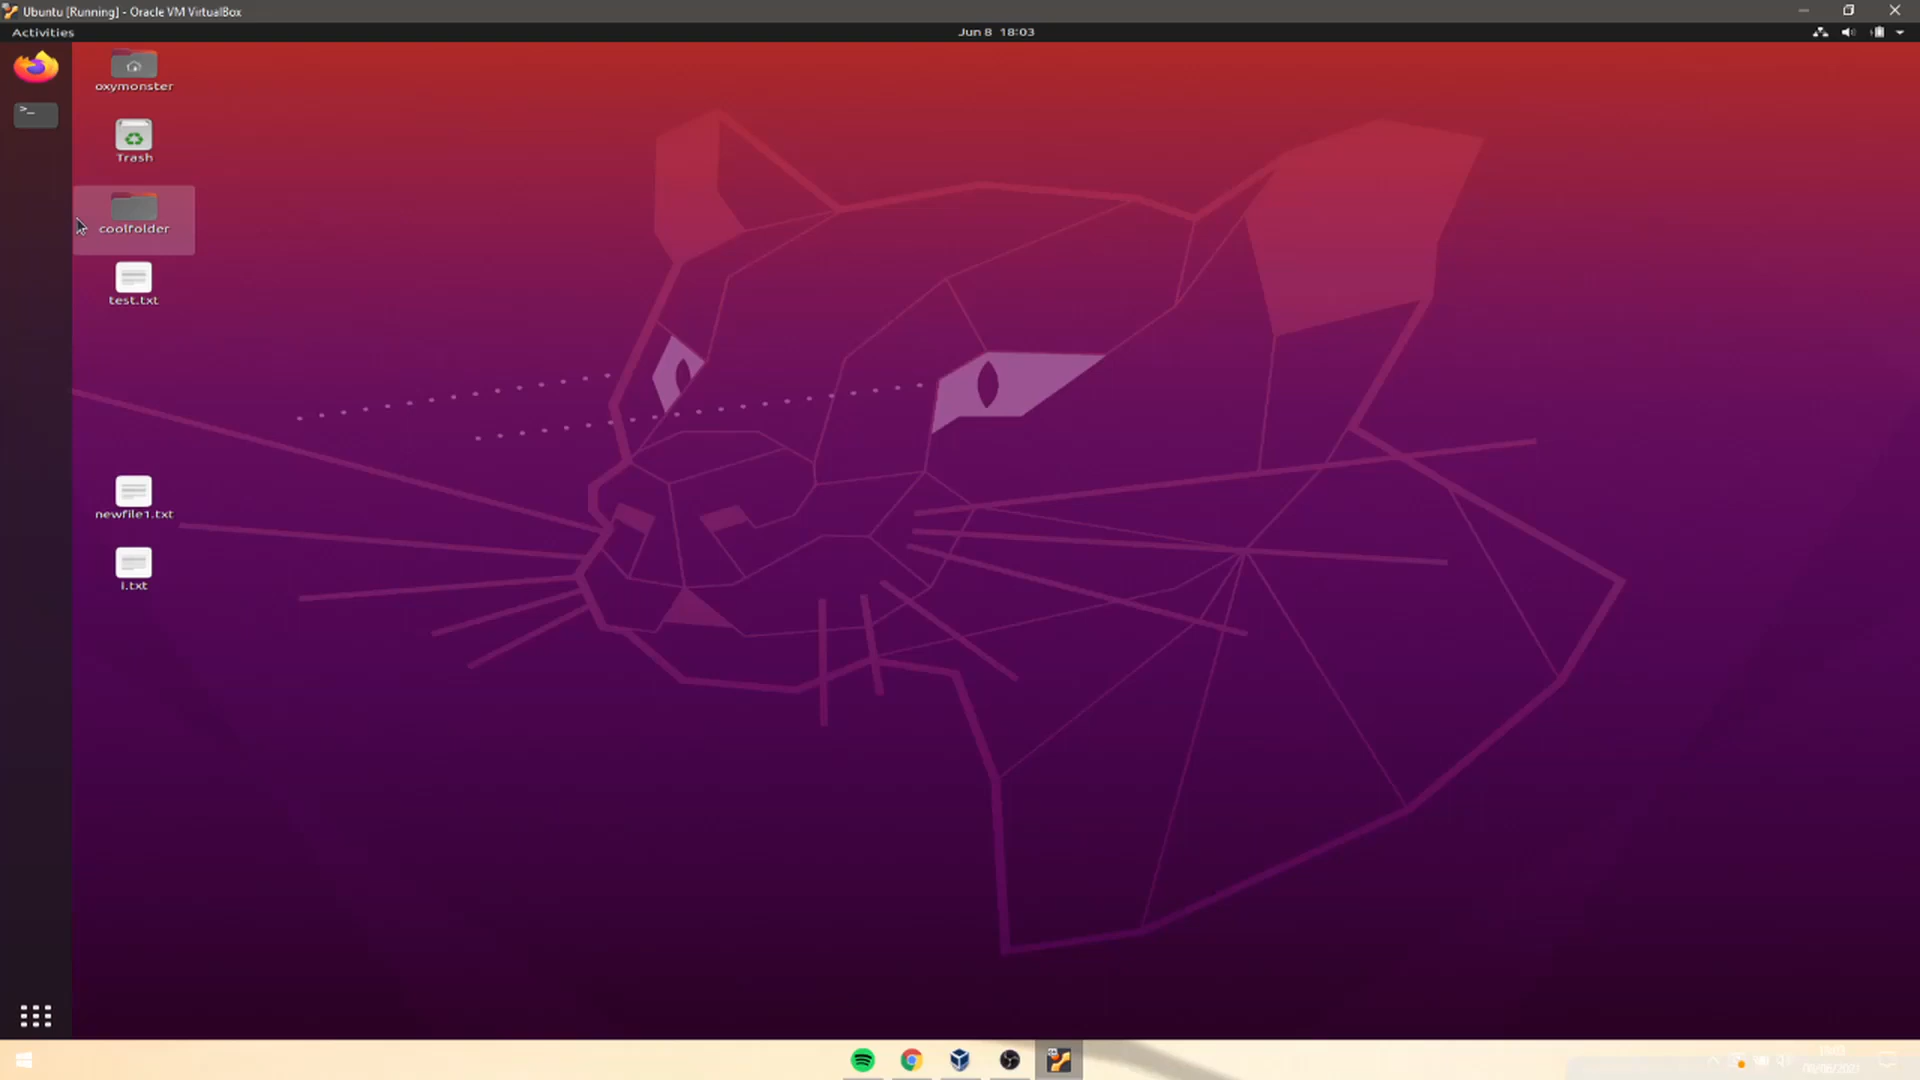 Ubuntu [Running] - Oracle VM VirtualBox
Activities
Jun 8 18:03
oxymonster
>_
Trash
coolfolder
test.txt
newfile1.txt
i.txt